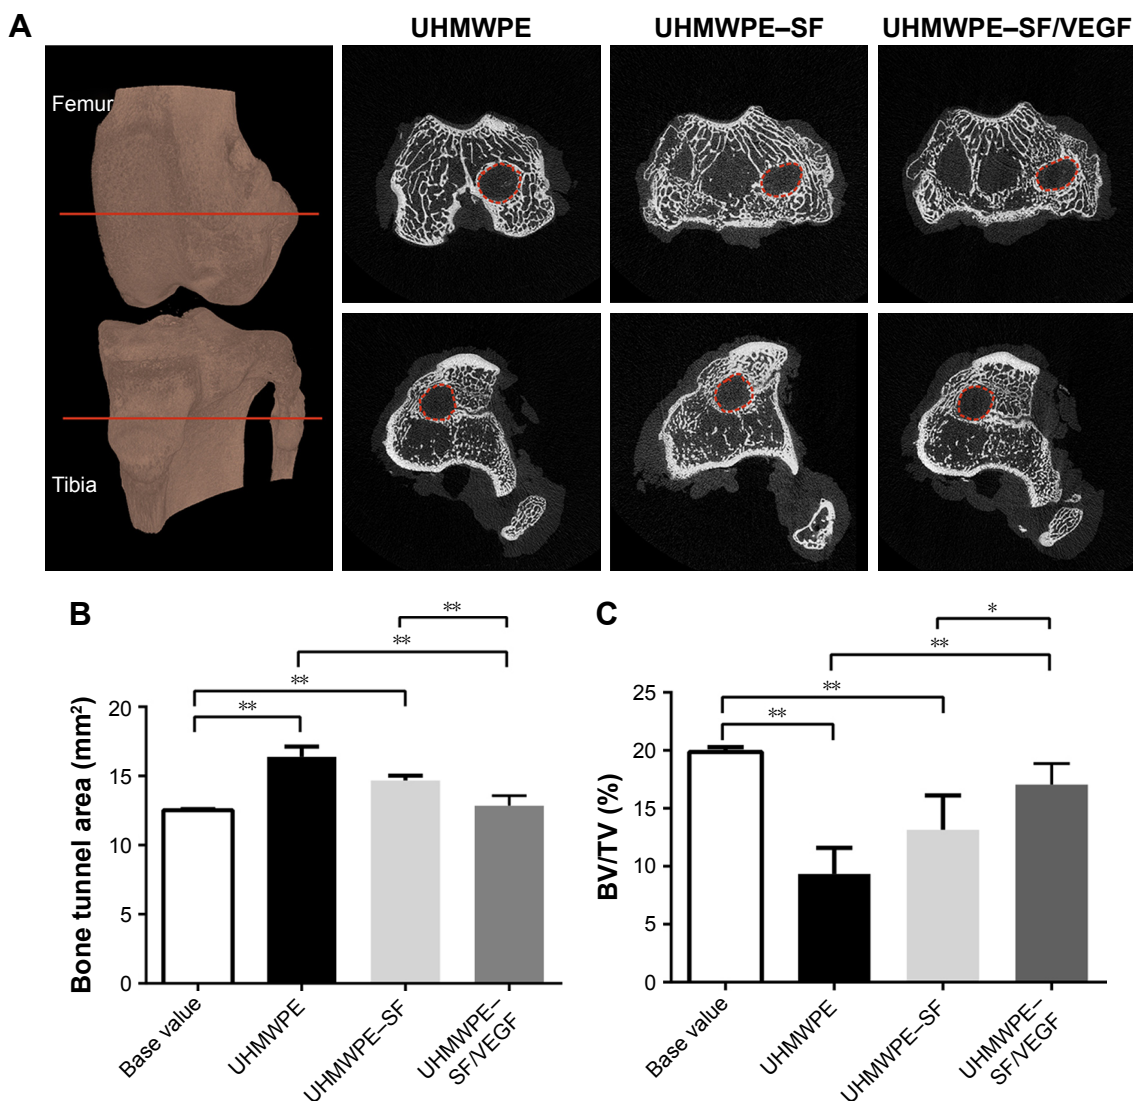 A
UHMWPE
UHMWPE–SF
UHMWPE–SF/VEGF
Femur
Tibia
B
**
**
**
**
Bone tunnel area (mm²)
20
15
10
5
0
Base value
UHMWPE
UHMWPE–SF
UHMWPE–
SF/VEGF
C
*
**
**
**
BV/TV (%)
25
20
15
10
5
0
Base value
UHMWPE
UHMWPE–SF
UHMWPE–
SF/VEGF